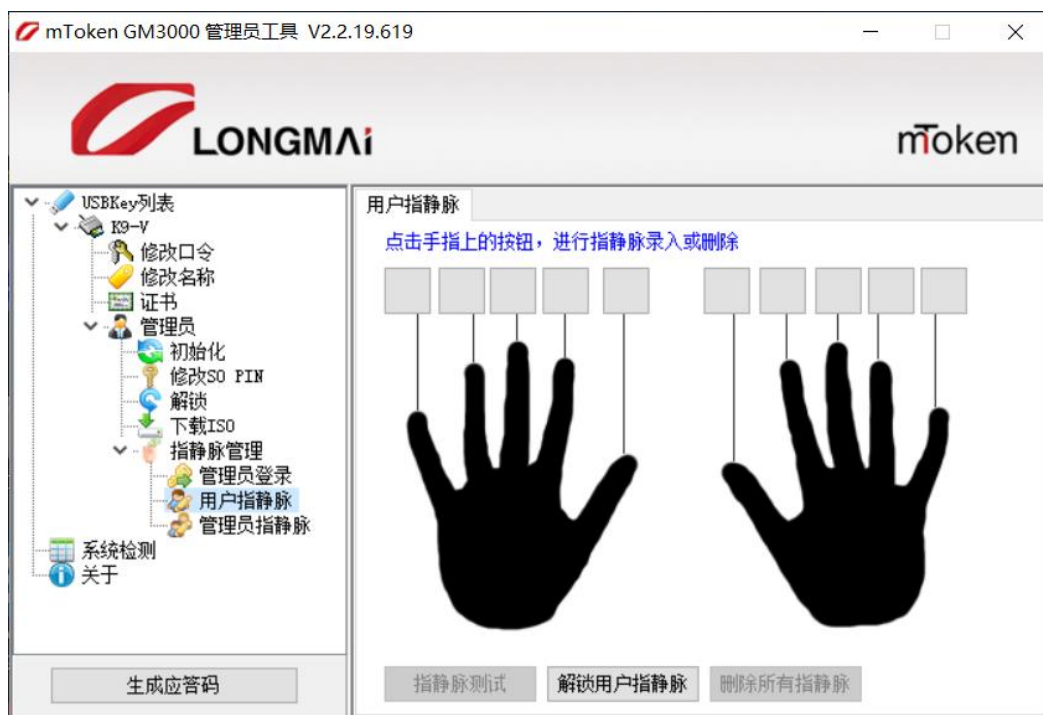 mToken GM3000 管理员工具 V2.2.19.619
LONGMAi
mToken
USBKey列表
K9-V
修改口令
修改名称
证书
管理员
初始化
修改SO PIN
解锁
下载ISO
指静脉管理
管理员登录
用户指静脉
管理员指静脉
系统检测
关于
生成应答码
用户指静脉
点击手指上的按钮，进行指静脉录入或删除
指静脉测试
解锁用户指静脉
删除所有指静脉